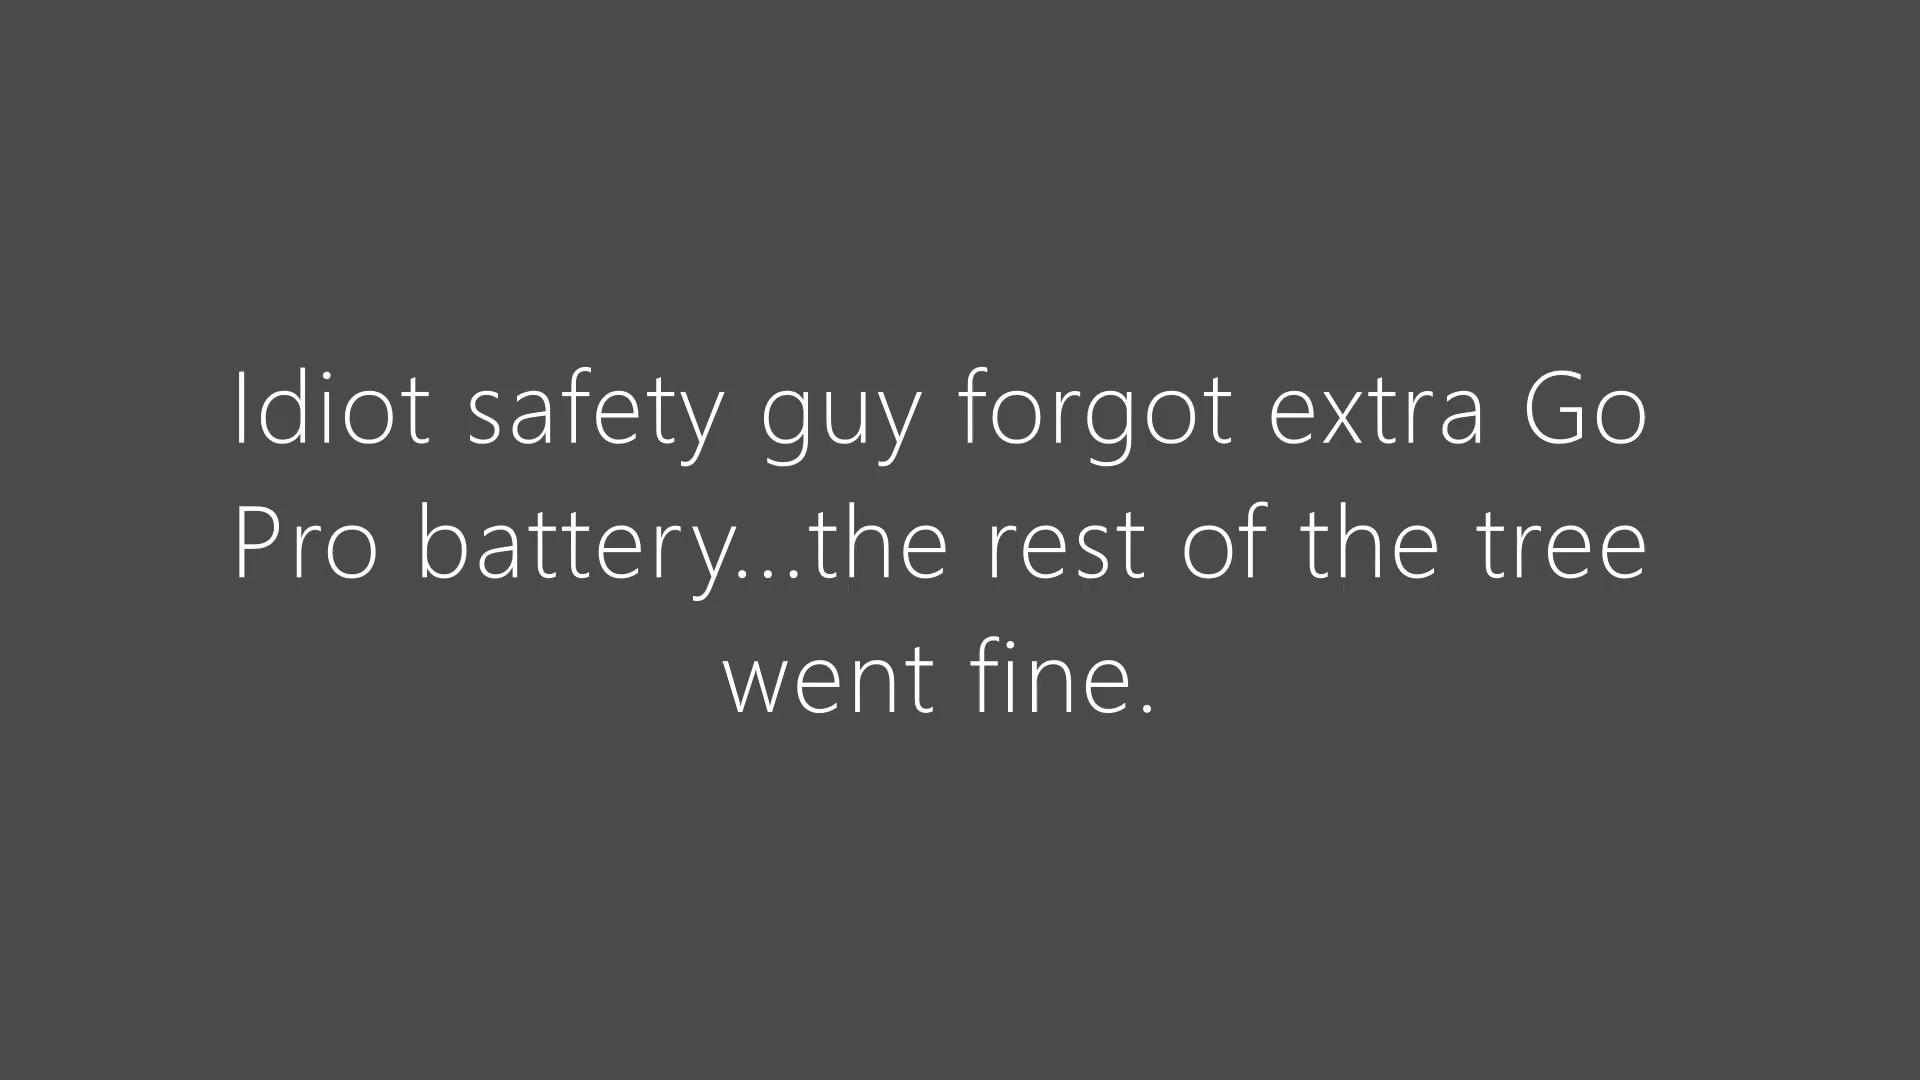 Idiot safety guy forgot extra Go
Pro battery...the rest of the tree
went fine.